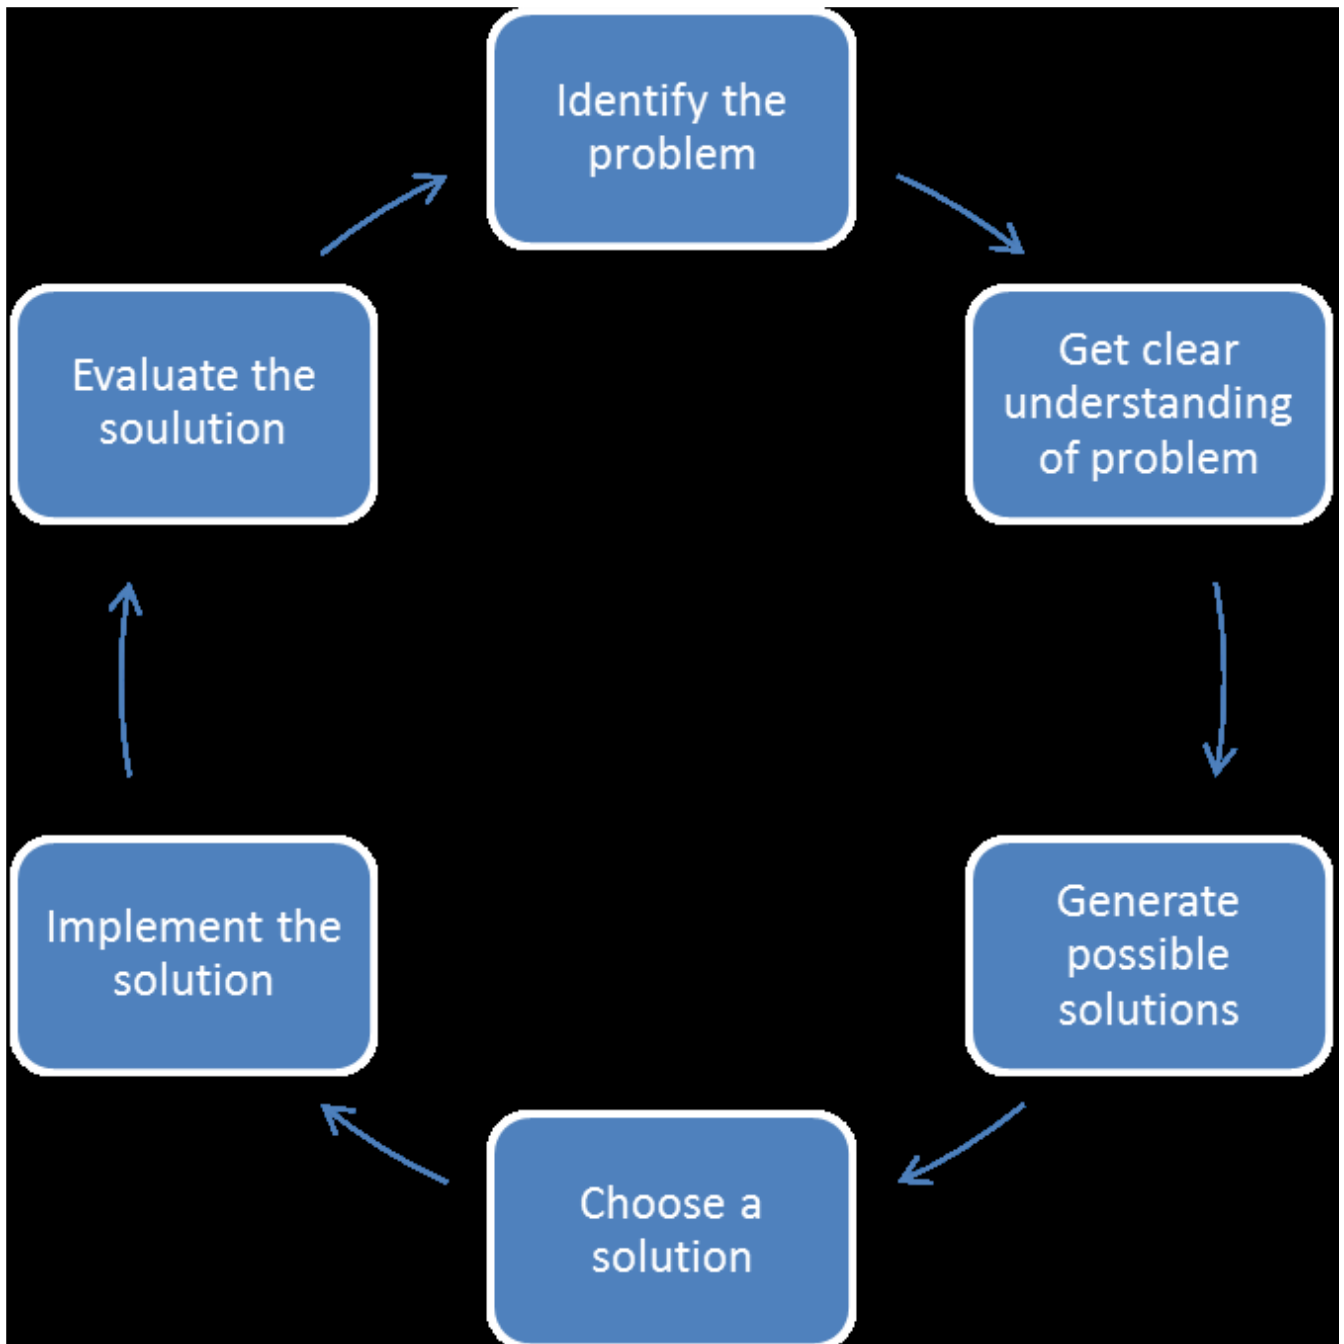 Identify the
problem
Get clear
understanding
of problem
Generate
possible
solutions
Choose a
solution
Implement the
solution
Evaluate the
soulution